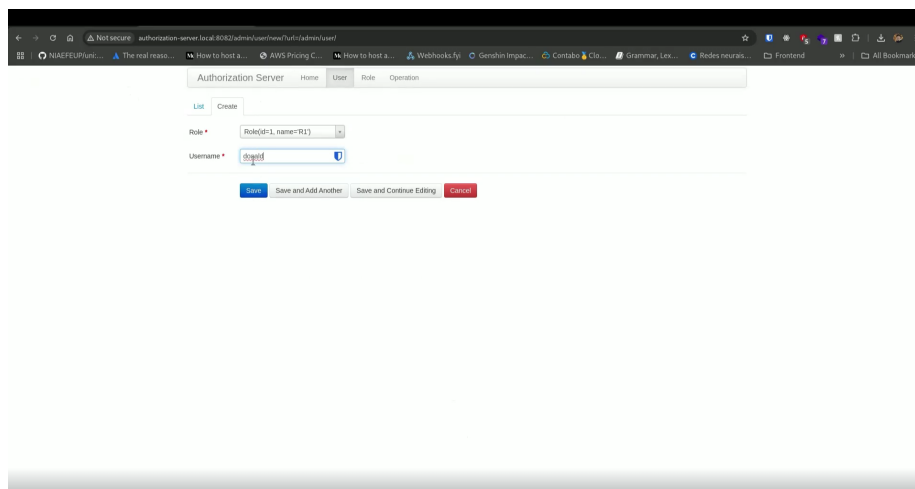 Not secure authorization-server.local:8082/admin/user/new/?url=/admin/user/
NIAEFEUP/uni:... The real reaso... How to host a... AWS Pricing C... How to host a... Webhooks.fyi Genshin Impac... Contabo Clo... Grammar, Lex... Redes neurais... Frontend » All Bookmark
Authorization Server Home User Role Operation
List Create
Role * Role(id=1, name='R1')
Username * donald
Save Save and Add Another Save and Continue Editing Cancel